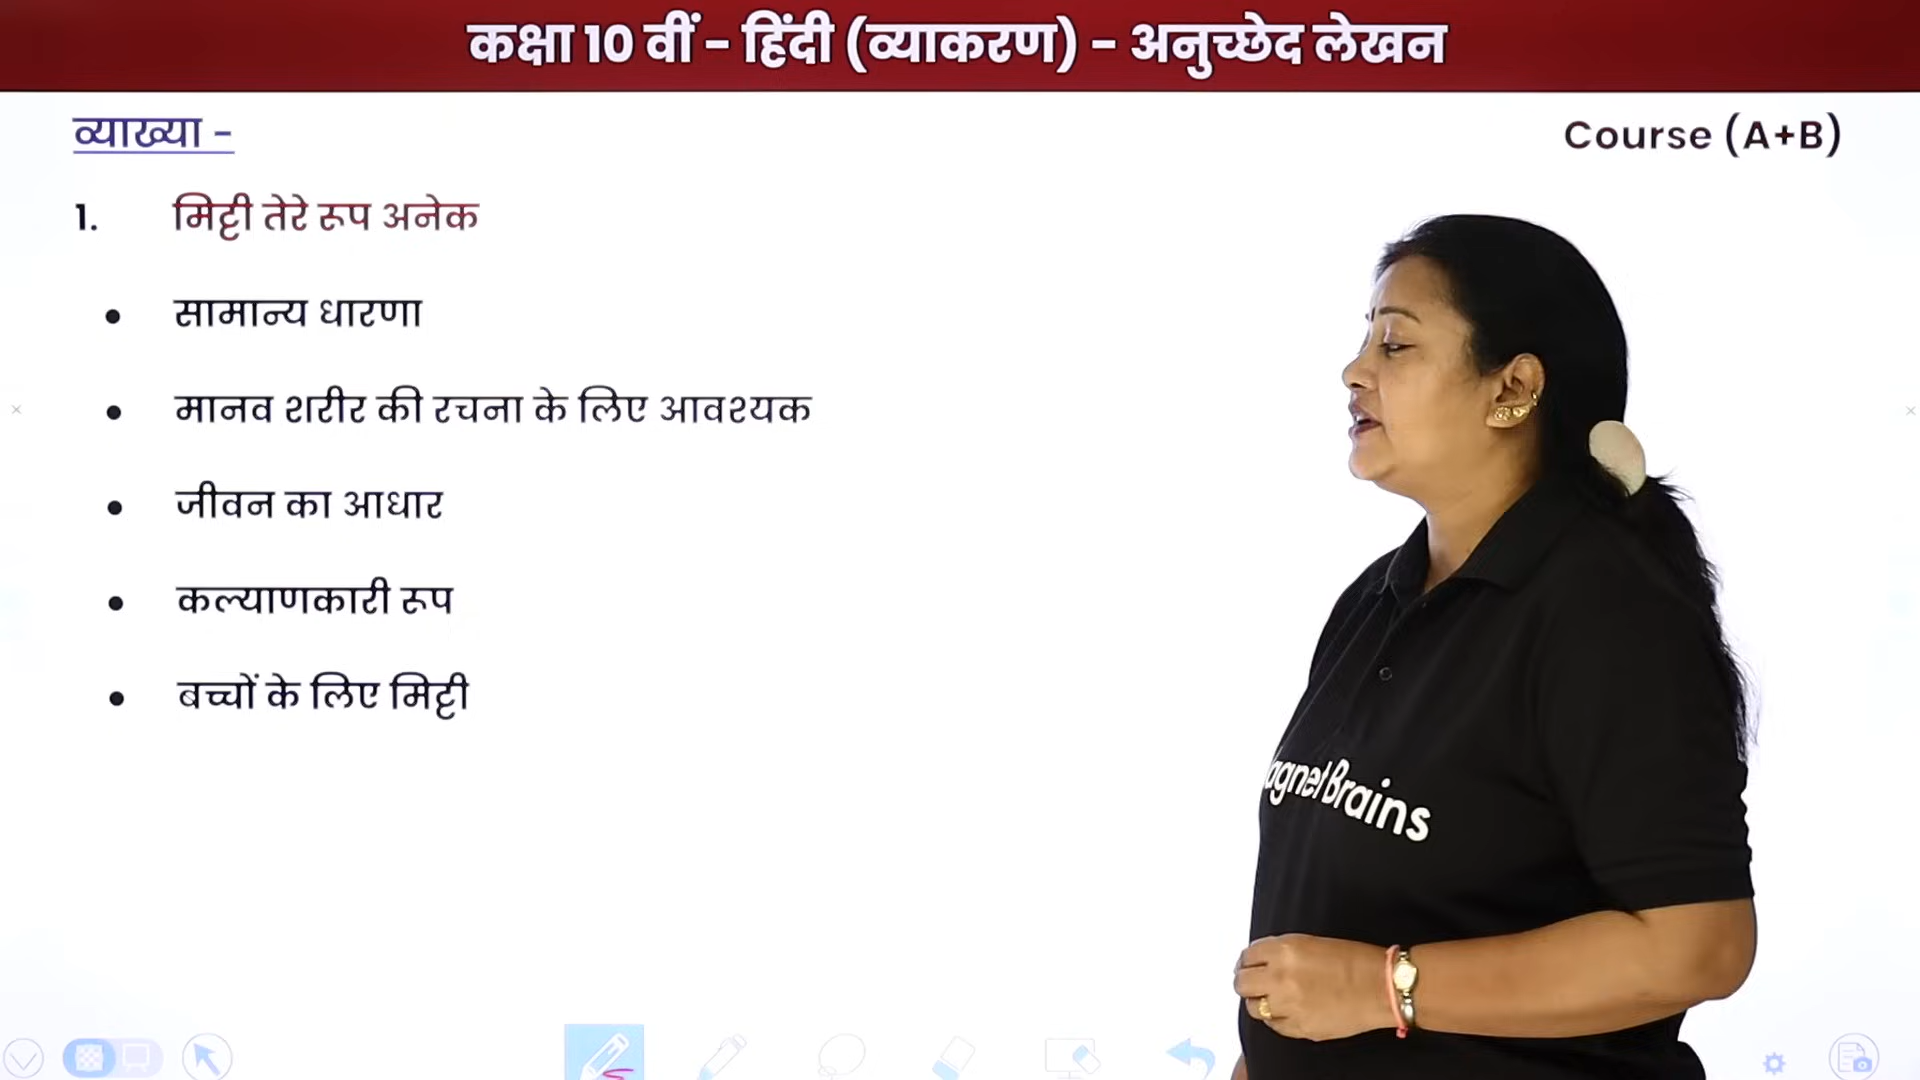 कक्षा 10 वीं - हिंदी (व्याकरण) - अनुच्छेद लेखन
व्याख्या -
Course (A+B)
1. मिट्टी तेरे रूप अनेक
• सामान्य धारणा
• मानव शरीर की रचना के लिए आवश्यक
• जीवन का आधार
• कल्याणकारी रूप
• बच्चों के लिए मिट्टी
agnet Brains